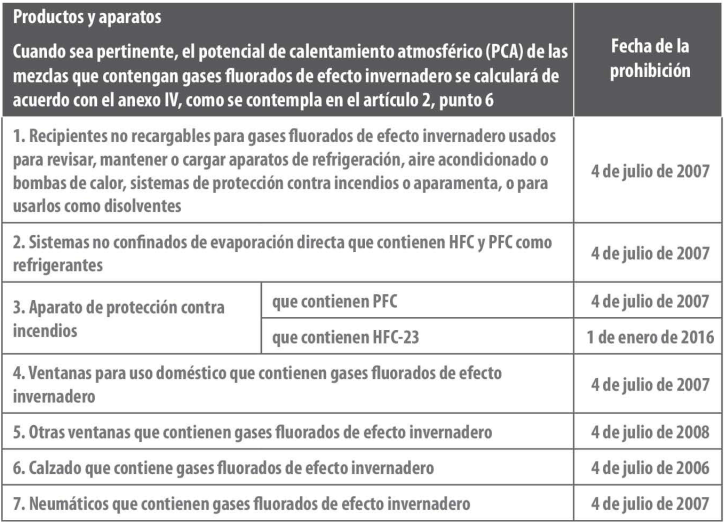 Productos y aparatos
Cuando sea pertinente, el potencial de calentamiento atmosférico (PCA) de las
mezclas que contengan gases fluorados de efecto invernadero se calculará de
acuerdo con el anexo IV, como se contempla en el artículo 2, punto 6
Fecha de la
prohibición
1. Recipientes no recargables para gases fluorados de efecto invernadero usados
para revisar, mantener o cargar aparatos de refrigeración, aire acondicionado o
bombas de calor, sistemas de protección contra incendios o aparamenta, o para
usarlos como disolventes
4 de julio de 2007
2. Sistemas no confinados de evaporación directa que contienen HFC y PFC como
refrigerantes
4 de julio de 2007
3. Aparato de protección contra
incendios
que contienen PFC
4 de julio de 2007
que contienen HFC-23
1 de enero de 2016
4. Ventanas para uso doméstico que contienen gases fluorados de efecto
invernadero
4 de julio de 2007
5. Otras ventanas que contienen gases fluorados de efecto invernadero
4 de julio de 2008
6. Calzado que contiene gases fluorados de efecto invernadero
4 de julio de 2006
7. Neumáticos que contienen gases fluorados de efecto invernadero
4 de julio de 2007